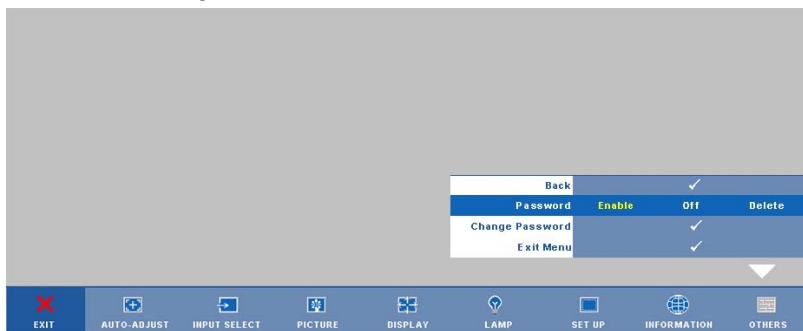 Back
Password Enable Off Delete
Change Password
Exit Menu
EXIT AUTO-ADJUST INPUT SELECT PICTURE DISPLAY LAMP SET UP INFORMATION OTHERS